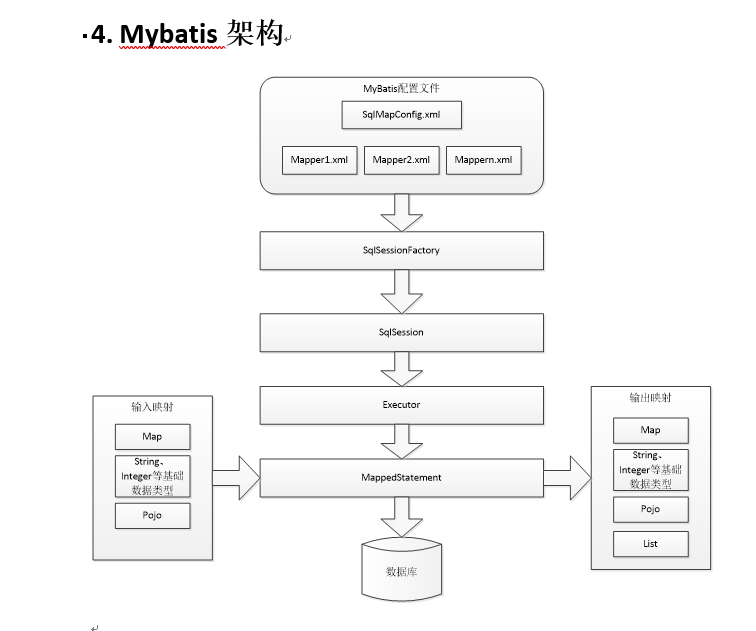 4. Mybatis 架构
MyBatis配置文件
SqlMapConfig.xml
Mapper1.xml
Mapper2.xml
Mappern.xml
SqlSessionFactory
SqlSession
Executor
输入映射
Map
String、
Integer等基础
数据类型
Pojo
MappedStatement
输出映射
Map
String、
Integer等基础
数据类型
Pojo
List
数据库